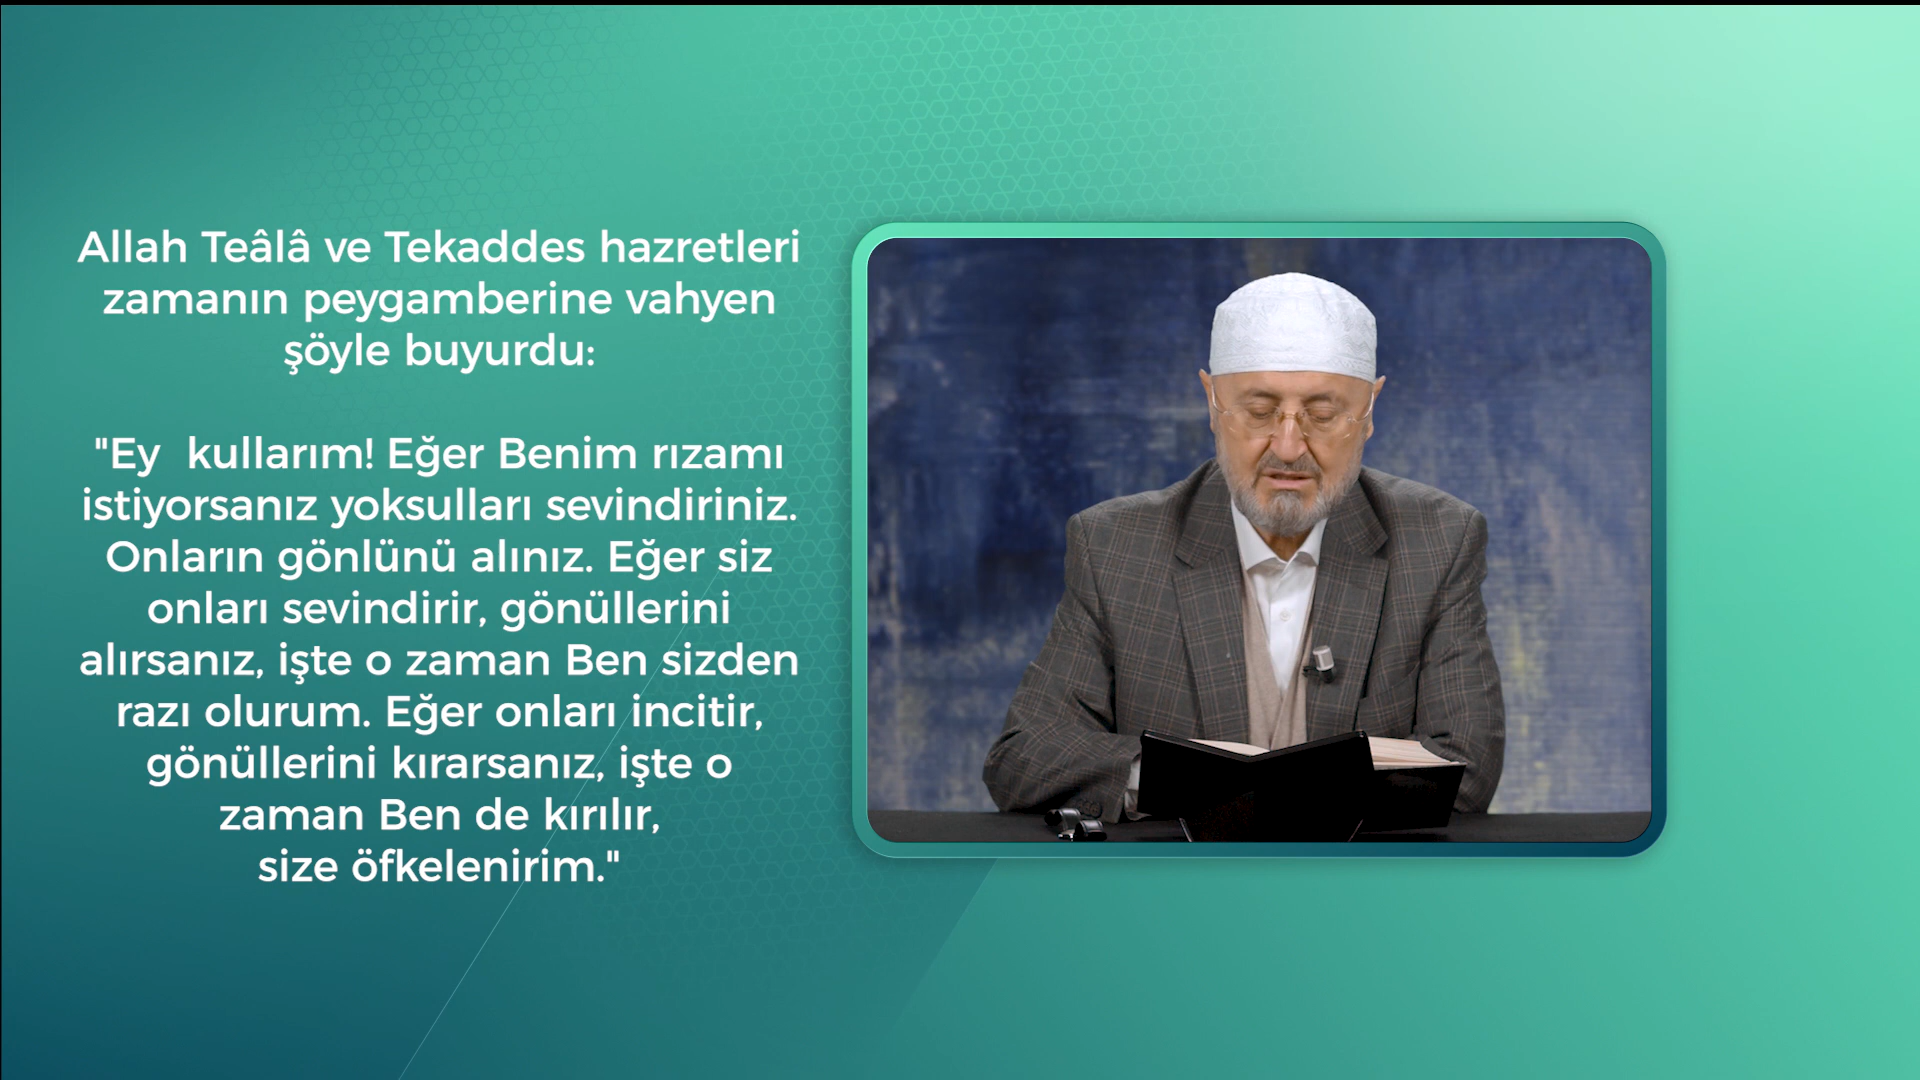 Allah Teâlâ ve Tekaddes hazretleri
zamanın peygamberine vahyen
şöyle buyurdu:
"Ey  kullarım! Eğer Benim rızamı
istiyorsanız yoksulları sevindiriniz.
Onların gönlünü alınız. Eğer siz
onları sevindirir, gönüllerini
alırsanız, işte o zaman Ben sizden
razı olurum. Eğer onları incitir,
gönüllerini kırarsanız, işte o
zaman Ben de kırılır,
size öfkelenirim."